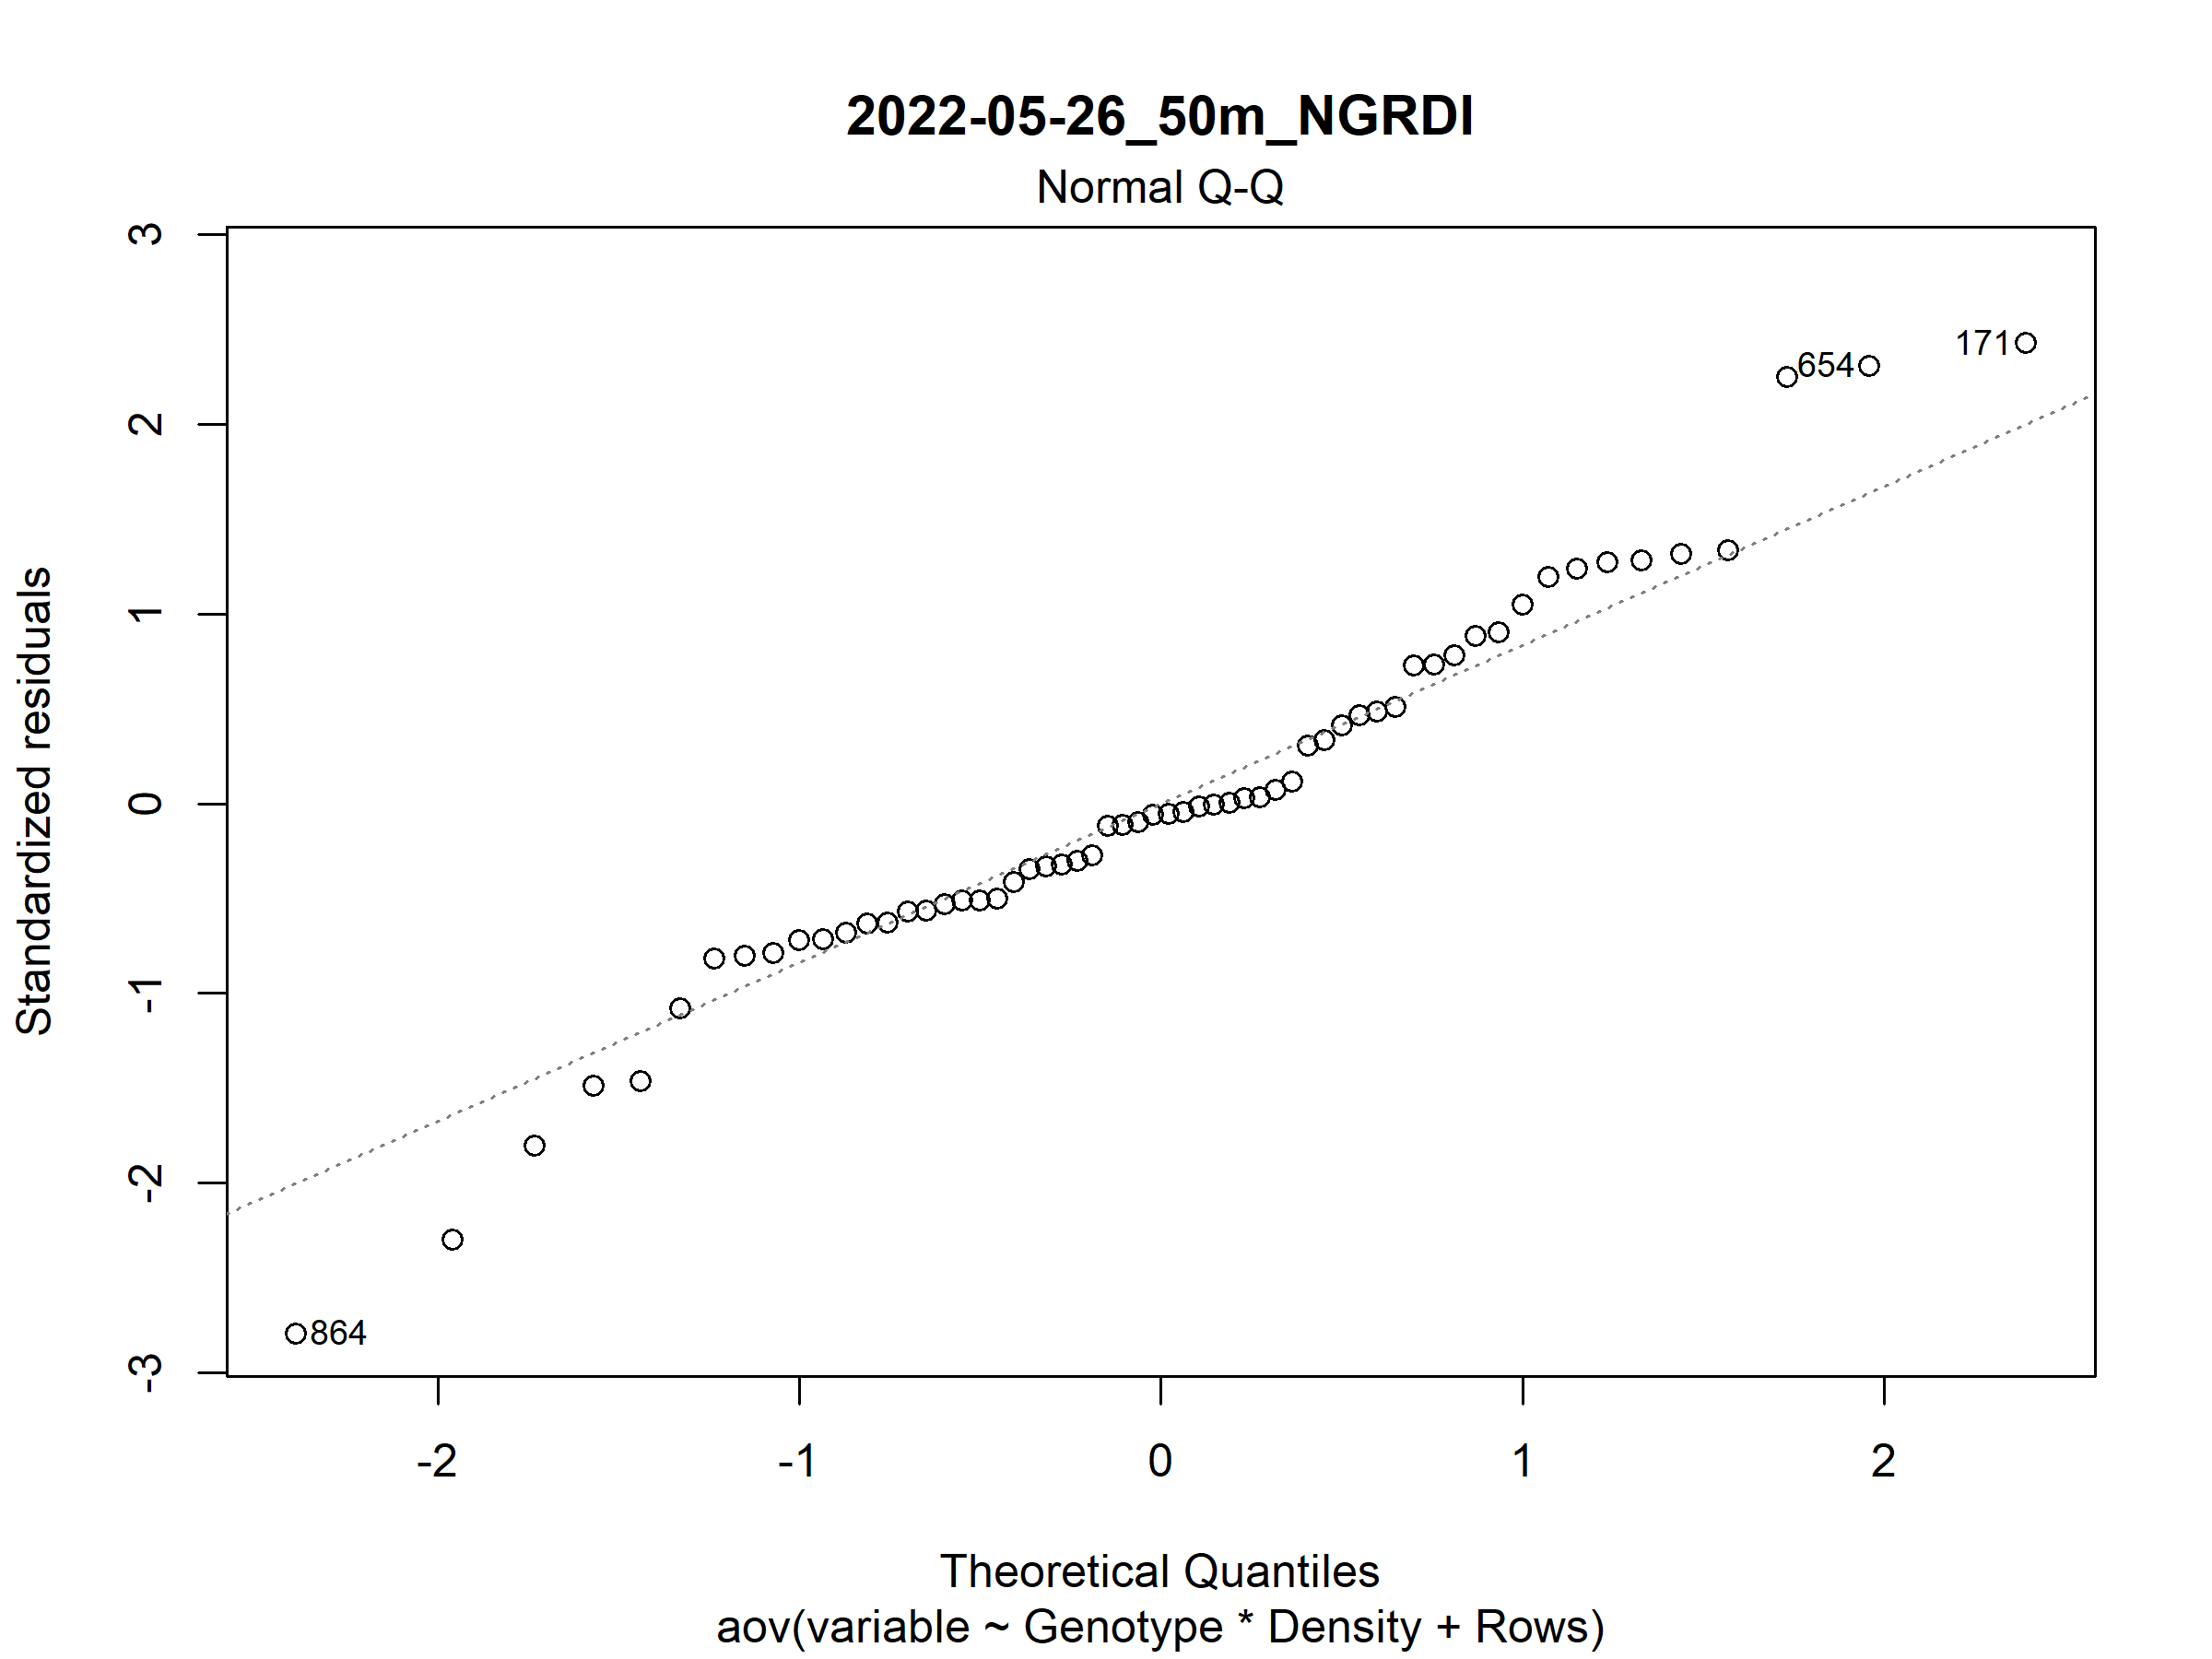 2022-05-26_50m_NGRDI
Normal Q-Q
3
2
1
0
-1
-2
-3
Standardized residuals
171
654
864
-2 -1 0 1 2
Theoretical Quantiles
aov(variable ~ Genotype * Density + Rows)